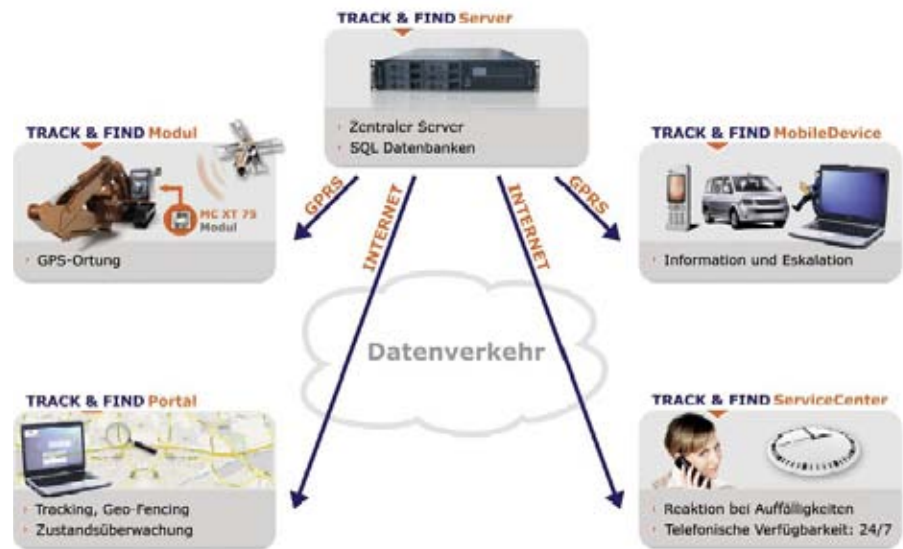 TRACK & FIND Server
Zentraler Server
SQL Datenbanken
TRACK & FIND Modul
MC XT 75
Modul
GPS-Ortung
TRACK & FIND MobileDevice
Information und Eskalation
GPRS
INTERNET
INTERNET
GPRS
Datenverkehr
TRACK & FIND Portal
Tracking, Geo-Fencing
Zustandsüberwachung
TRACK & FIND ServiceCenter
Reaktion bei Auffälligkeiten
Telefonische Verfügbarkeit: 24/7